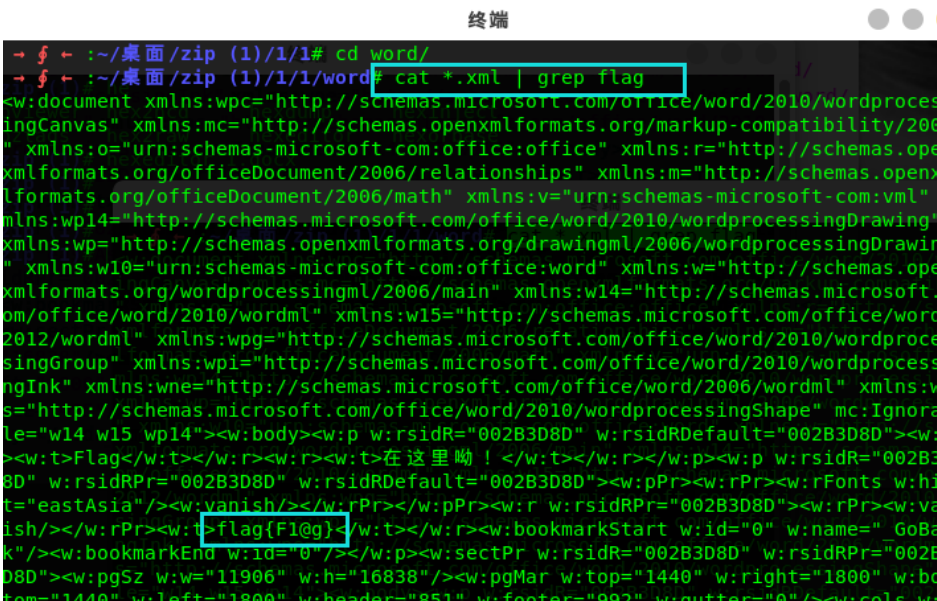 终端
→ ∮ ← :~/桌面/zip (1)/1/1# cd word/
→ ∮ ← :~/桌面/zip (1)/1/1/word# cat *.xml | grep flag
<w:document xmlns:wpc="http://schemas.microsoft.com/office/word/2010/wordproces
ingCanvas" xmlns:mc="http://schemas.openxmlformats.org/markup-compatibility/200
" xmlns:o="urn:schemas-microsoft-com:office:office" xmlns:r="http://schemas.ope
xmlformats.org/officeDocument/2006/relationships" xmlns:m="http://schemas.openx
lformats.org/officeDocument/2006/math" xmlns:v="urn:schemas-microsoft-com:vml"
mlns:wp14="http://schemas.microsoft.com/office/word/2010/wordprocessingDrawing"
xmlns:wp="http://schemas.openxmlformats.org/drawingml/2006/wordprocessingDrawin
" xmlns:w10="urn:schemas-microsoft-com:office:word" xmlns:w="http://schemas.ope
xmlformats.org/wordprocessingml/2006/main" xmlns:w14="http://schemas.microsoft.
om/office/word/2010/wordml" xmlns:w15="http://schemas.microsoft.com/office/word
2012/wordml" xmlns:wpg="http://schemas.microsoft.com/office/word/2010/wordproce
singGroup" xmlns:wpi="http://schemas.microsoft.com/office/word/2010/wordprocess
ngInk" xmlns:wne="http://schemas.microsoft.com/office/word/2006/wordml" xmlns:w
s="http://schemas.microsoft.com/office/word/2010/wordprocessingShape" mc:Ignora
le="w14 w15 wp14"><w:body><w:p w:rsidR="002B3D8D" w:rsidRDefault="002B3D8D"><w:
><w:t>Flag</w:t></w:r><w:r><w:t>在这里呦！</w:t></w:r></w:p><w:p w:rsidR="002B3
8D" w:rsidRPr="002B3D8D" w:rsidRDefault="002B3D8D"><w:pPr><w:rPr><w:rFonts w:hi
t="eastAsia"/><w:vanish/></w:rPr></w:pPr><w:r w:rsidRPr="002B3D8D"><w:rPr><w:va
ish/></w:rPr><w:t>flag{F1@g}</w:t></w:r><w:bookmarkStart w:id="0" w:name="_GoBa
k"/><w:bookmarkEnd w:id="0"/></w:p><w:sectPr w:rsidR="002B3D8D" w:rsidRPr="002B
D8D"><w:pgSz w:w="11906" w:h="16838"/><w:pgMar w:top="1440" w:right="1800" w:bo
tom="1440" w:left="1800" w:header="851" w:footer="992" w:gutter="0"/><w:cols w: